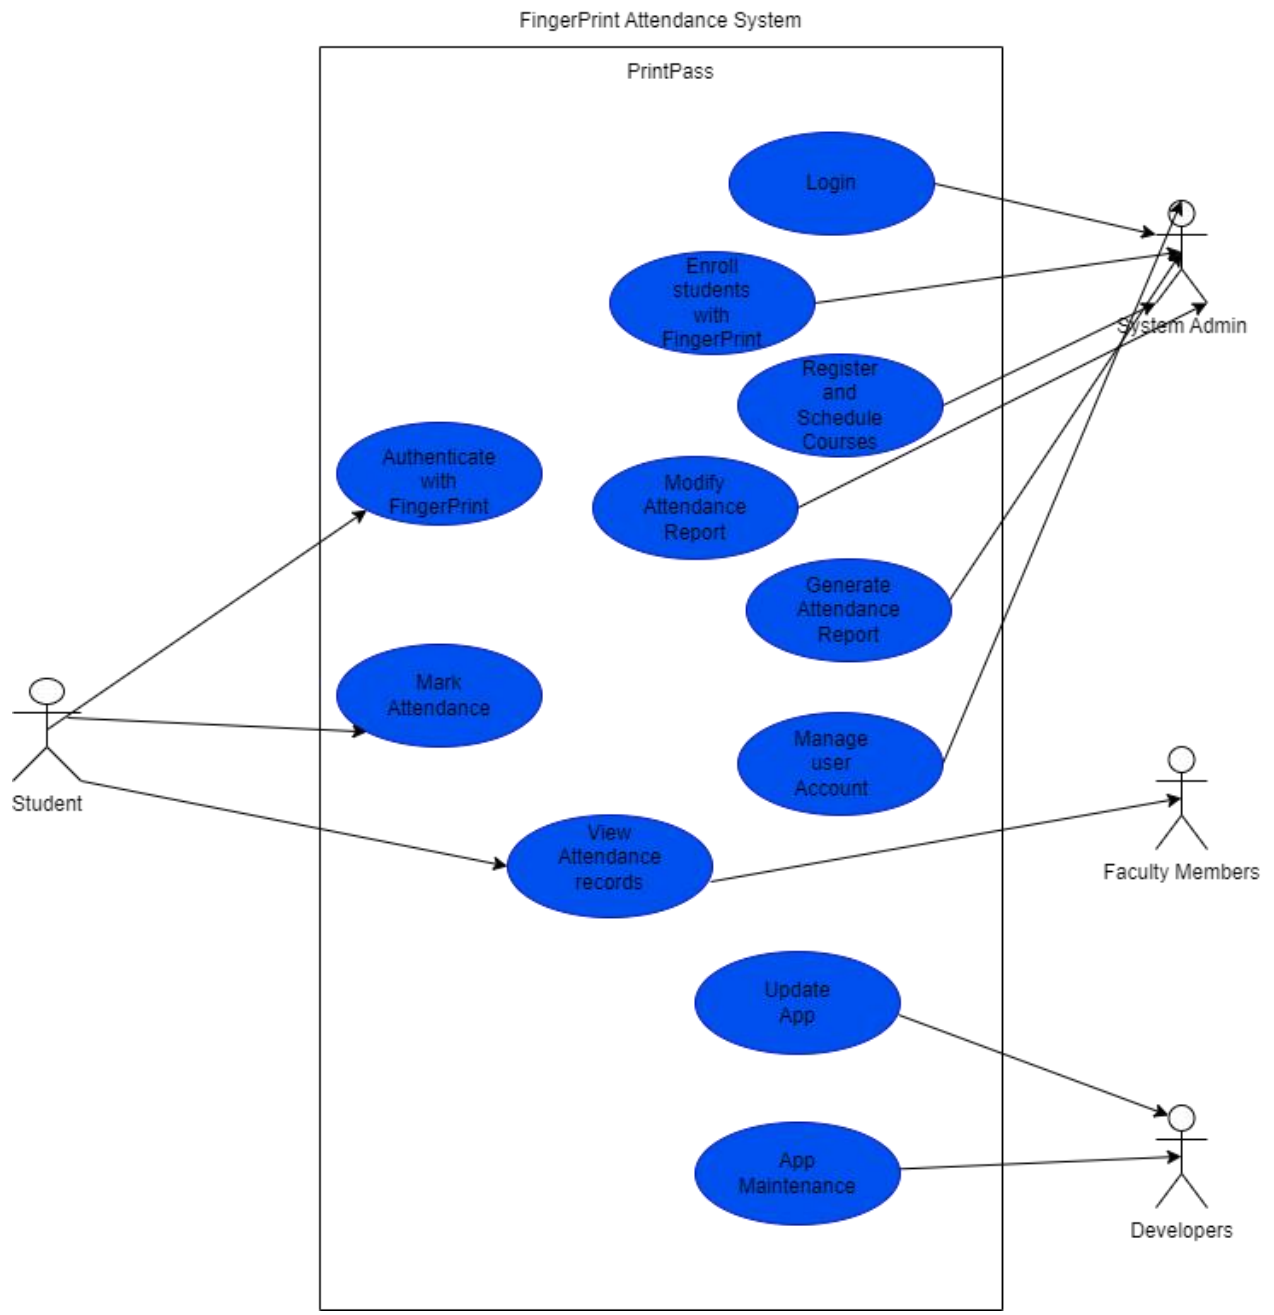 FingerPrint Attendance System
PrintPass
Login
Enroll
students
with
FingerPrint
System Admin
Register
and
Schedule
Courses
Authenticate
with
FingerPrint
Modify
Attendance
Report
Generate
Attendance
Report
Mark
Attendance
Manage
user
Account
Student
View
Attendance
records
Faculty Members
Update
App
App
Maintenance
Developers